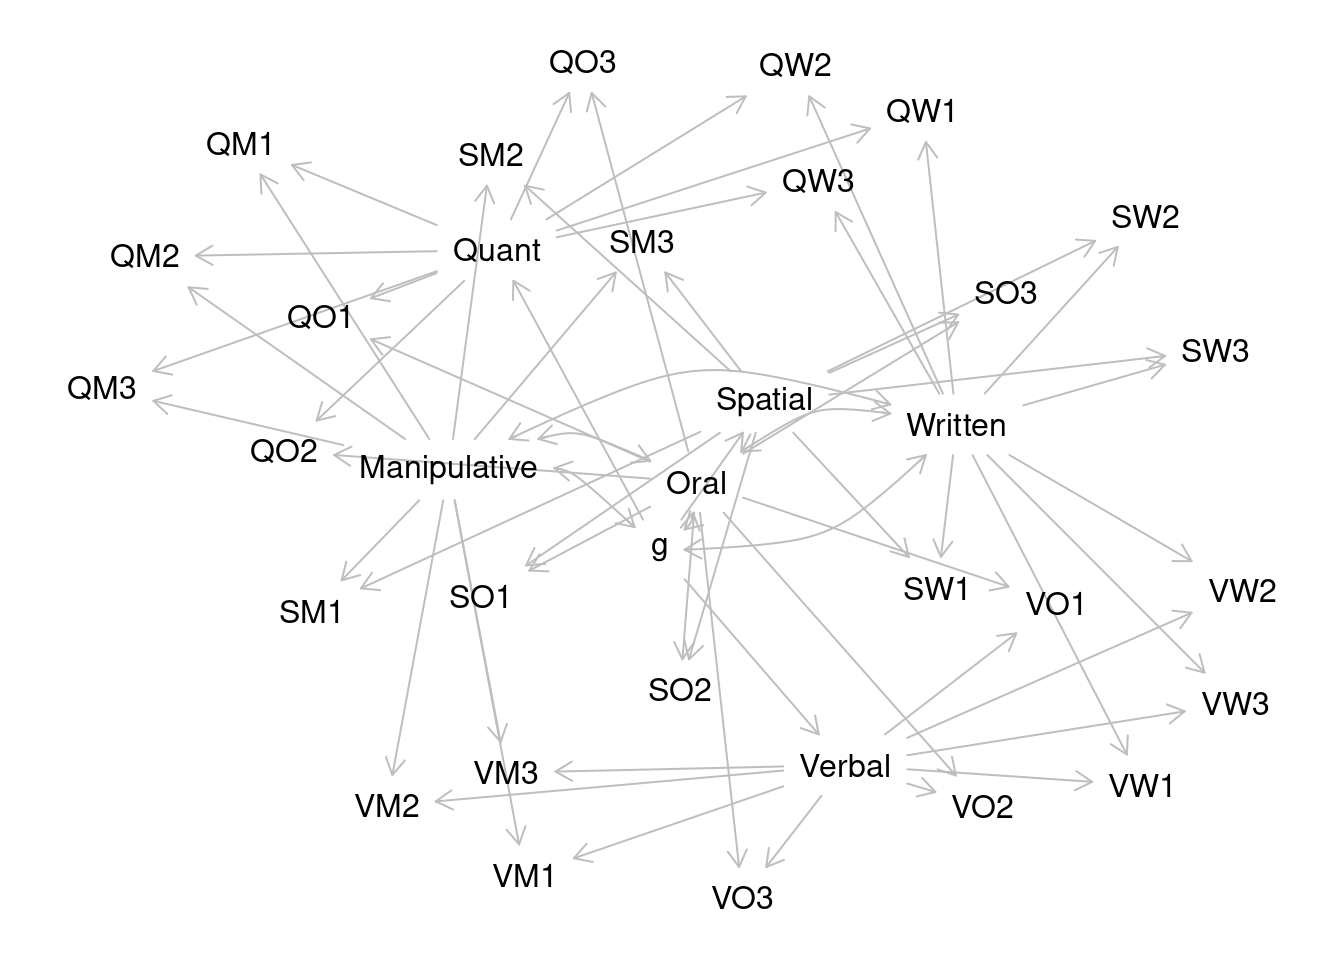 QO3
QW2
QW1
QM1
SM2
QW3
SW2
SM3
Quant
QM2
SO3
QO1
SW3
QM3
Spatial
Written
QO2
Manipulative
Oral
g
SW1
VW2
SO1
VO1
SM1
SO2
VW3
Verbal
VM3
VW1
VM2
VO2
VM1
VO3